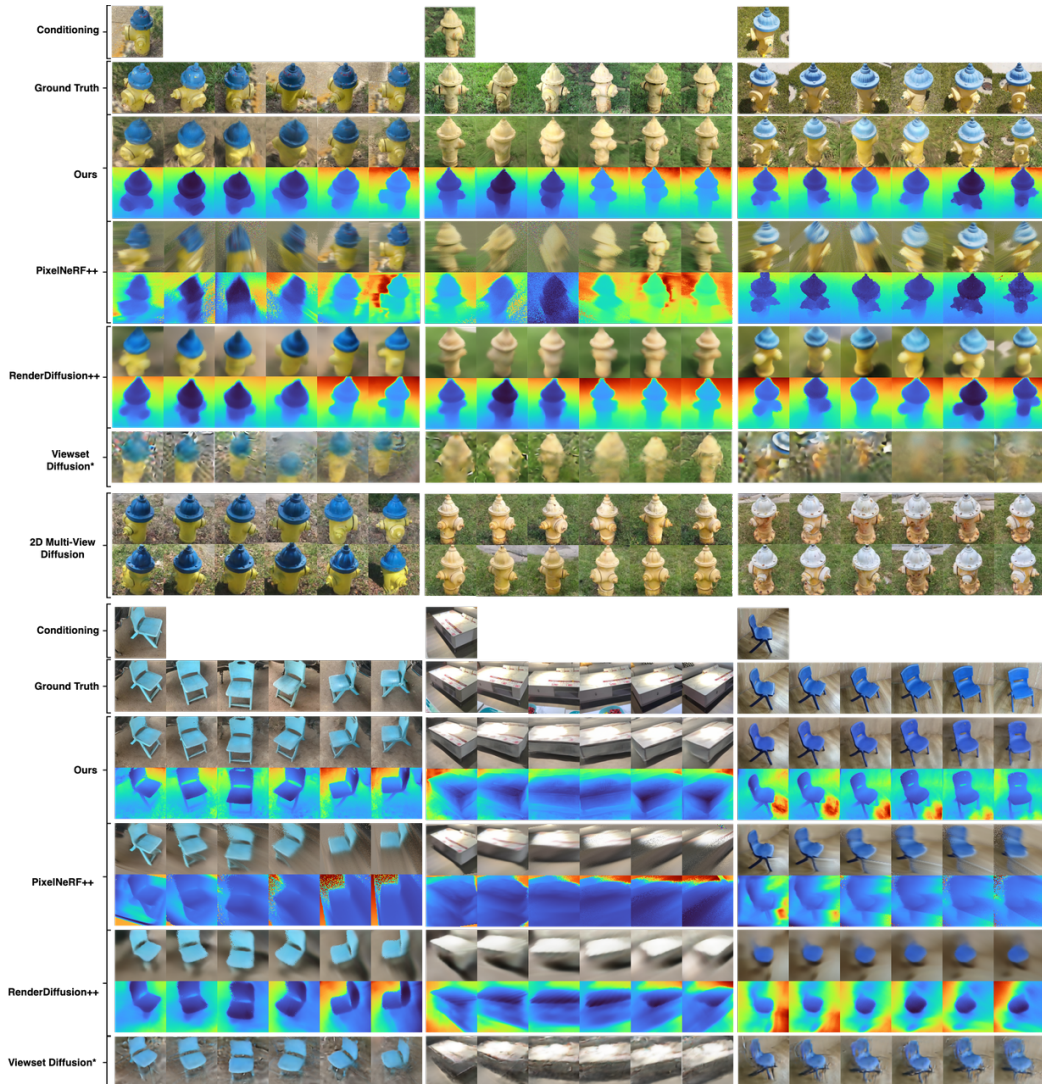 Conditioning
Ground Truth
Ours
PixelNeRF++
RenderDiffusion++
Viewset
Diffusion*
2D Multi-View
Diffusion
Conditioning
Ground Truth
Ours
PixelNeRF++
RenderDiffusion++
Viewset Diffusion*